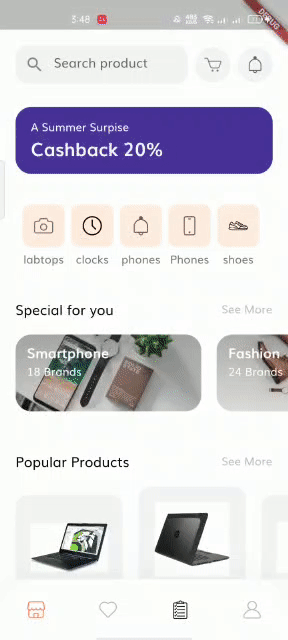 3:48
DEBUG
Search product
A Summer Surpise
Cashback 20%
labtops clocks phones Phones shoes
Special for you See More
Smartphone Fashion
18 Brands 24 Brands
Popular Products See More